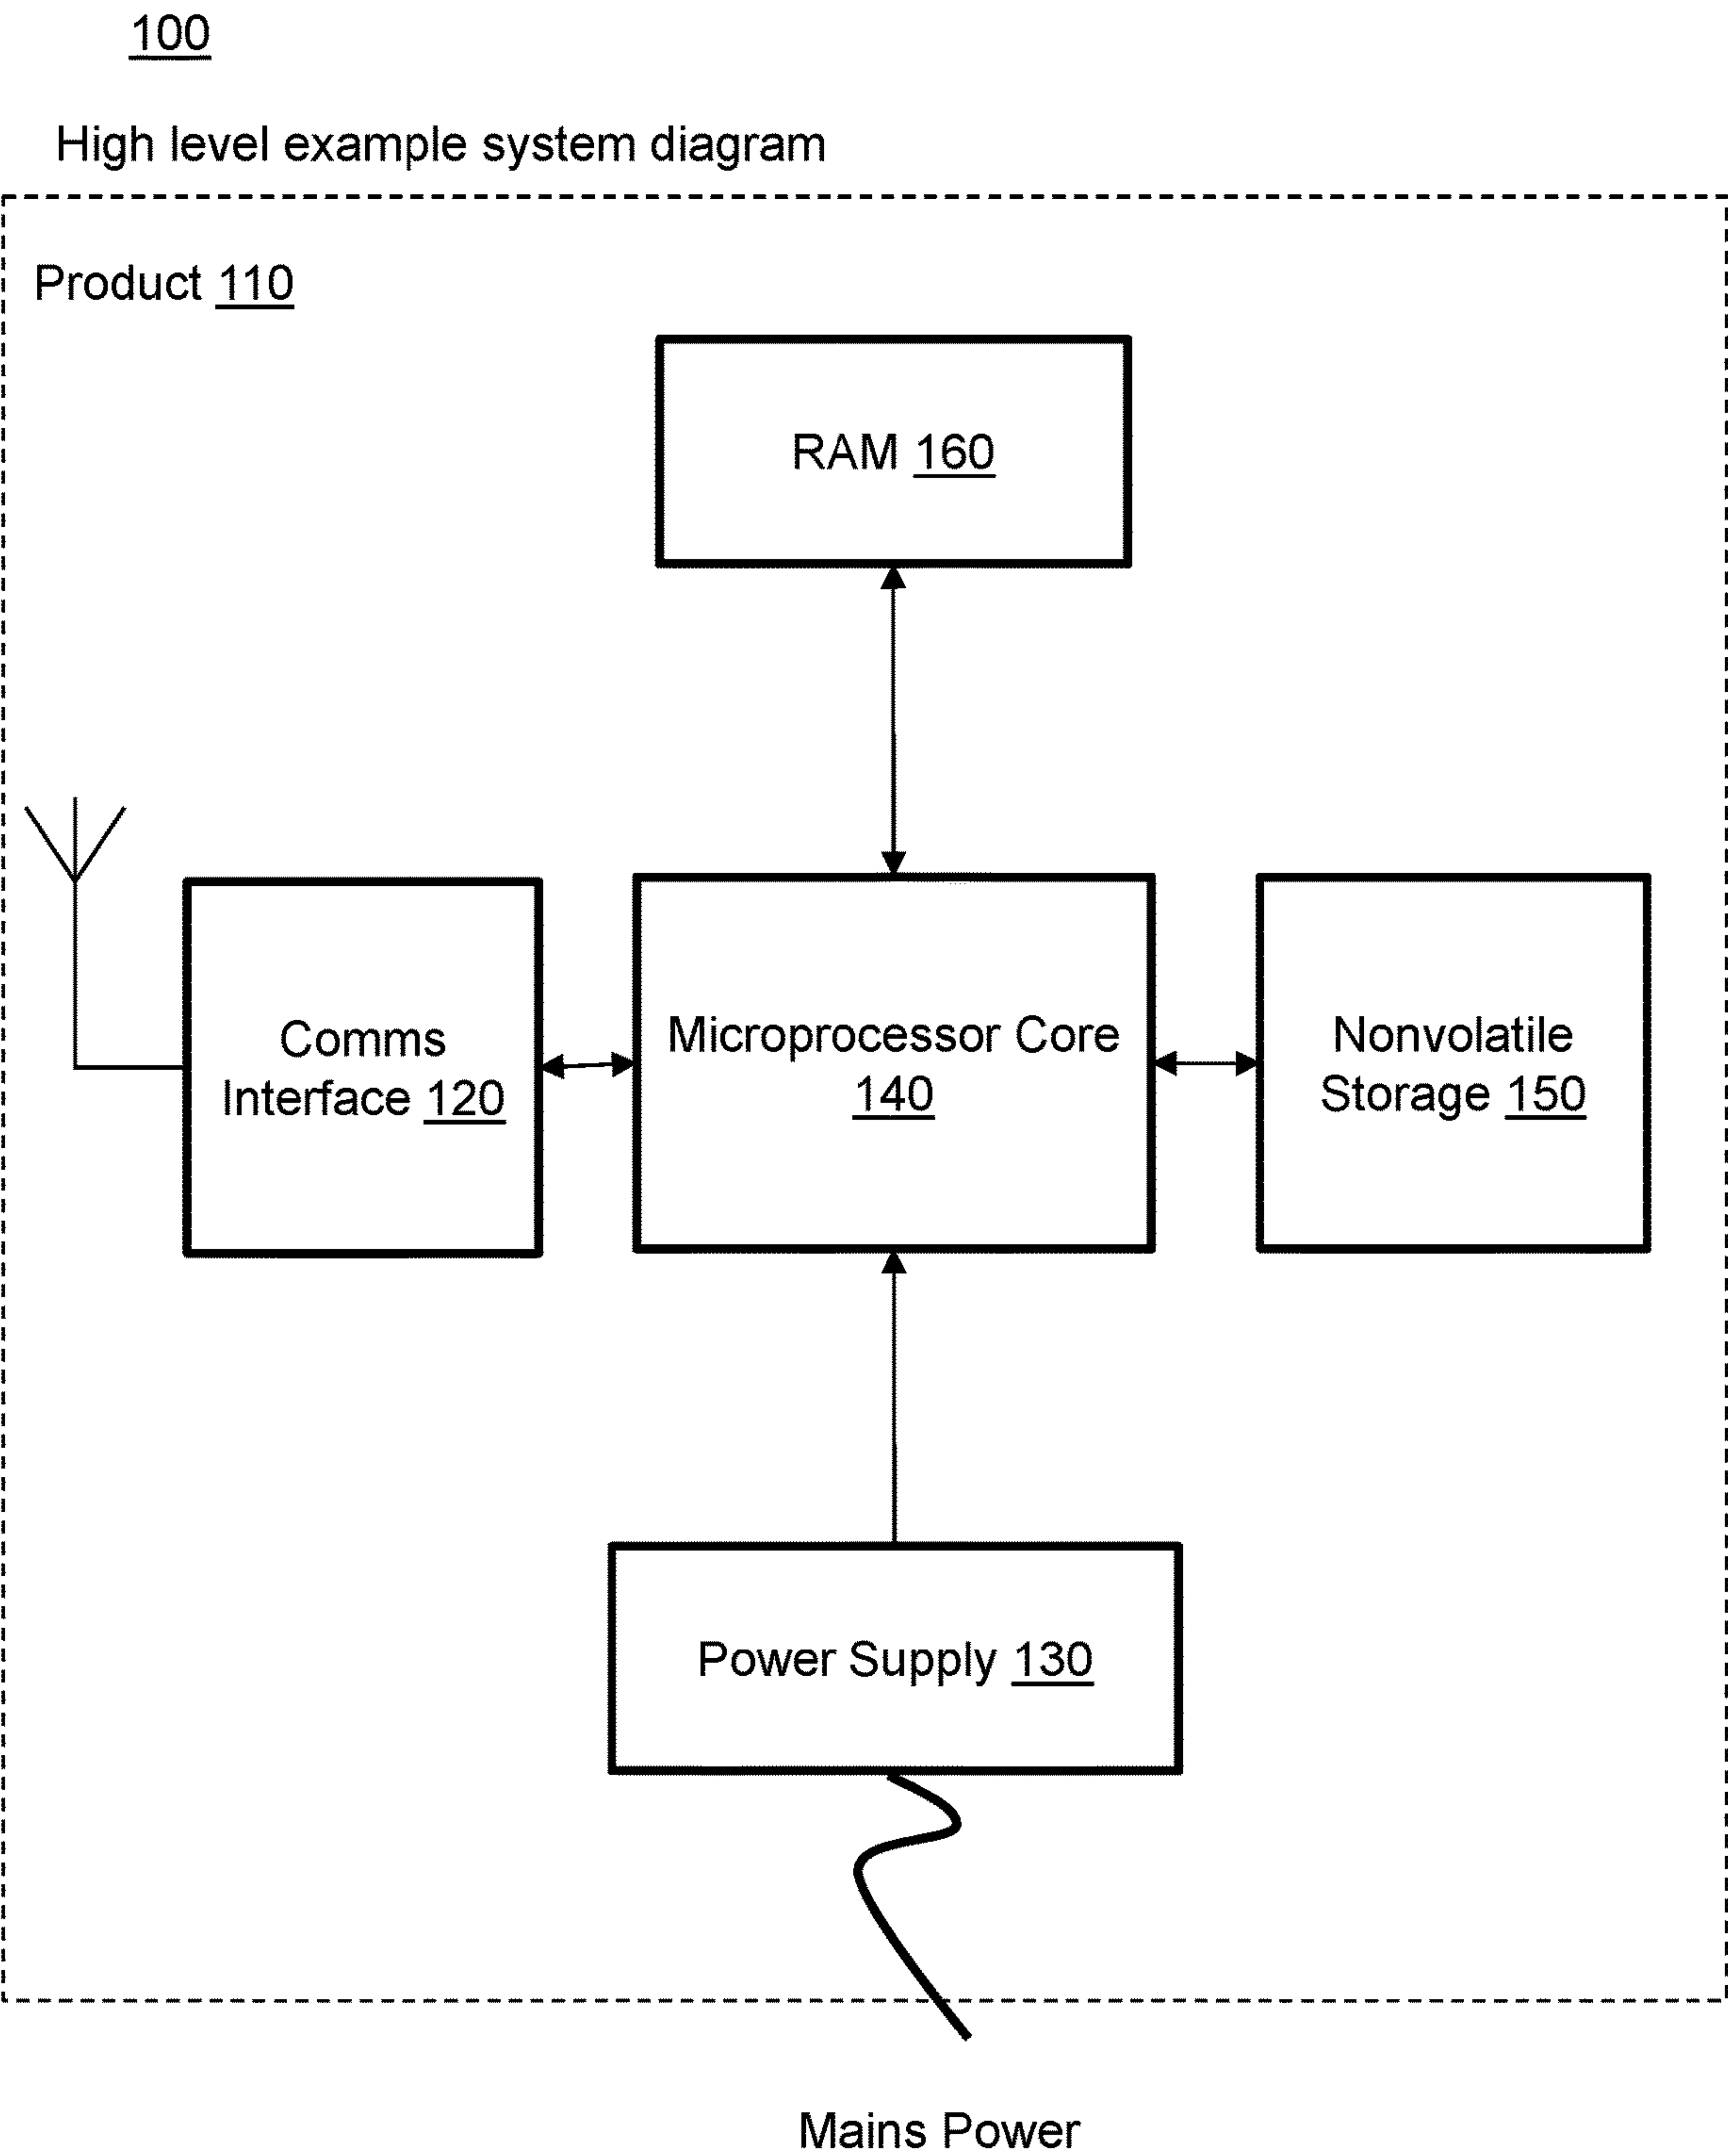 100
High level example system diagram
Product 110
RAM 160
Comms
Interface 120
Microprocessor Core
140
Nonvolatile
Storage 150
Power Supply 130
Mains Power